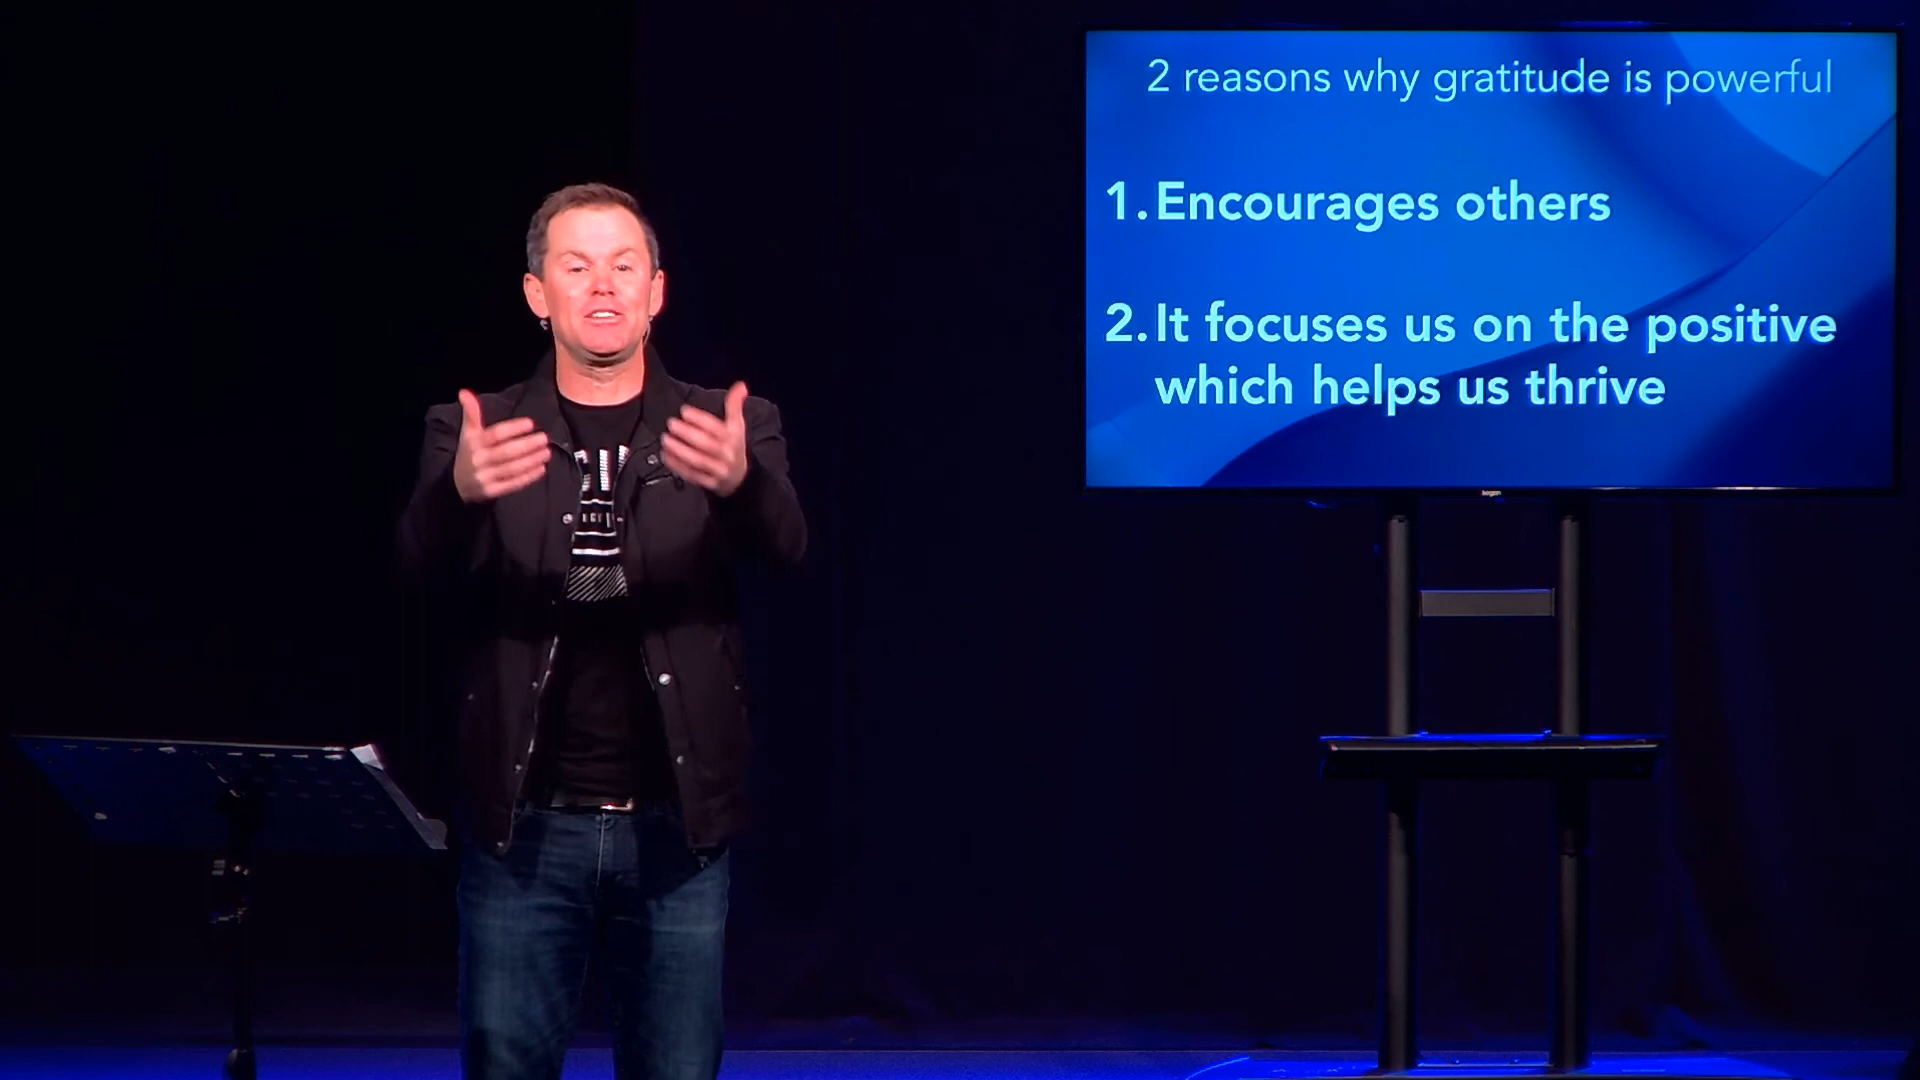 2 reasons why gratitude is powerful
1. Encourages others
2. It focuses us on the positive
which helps us thrive